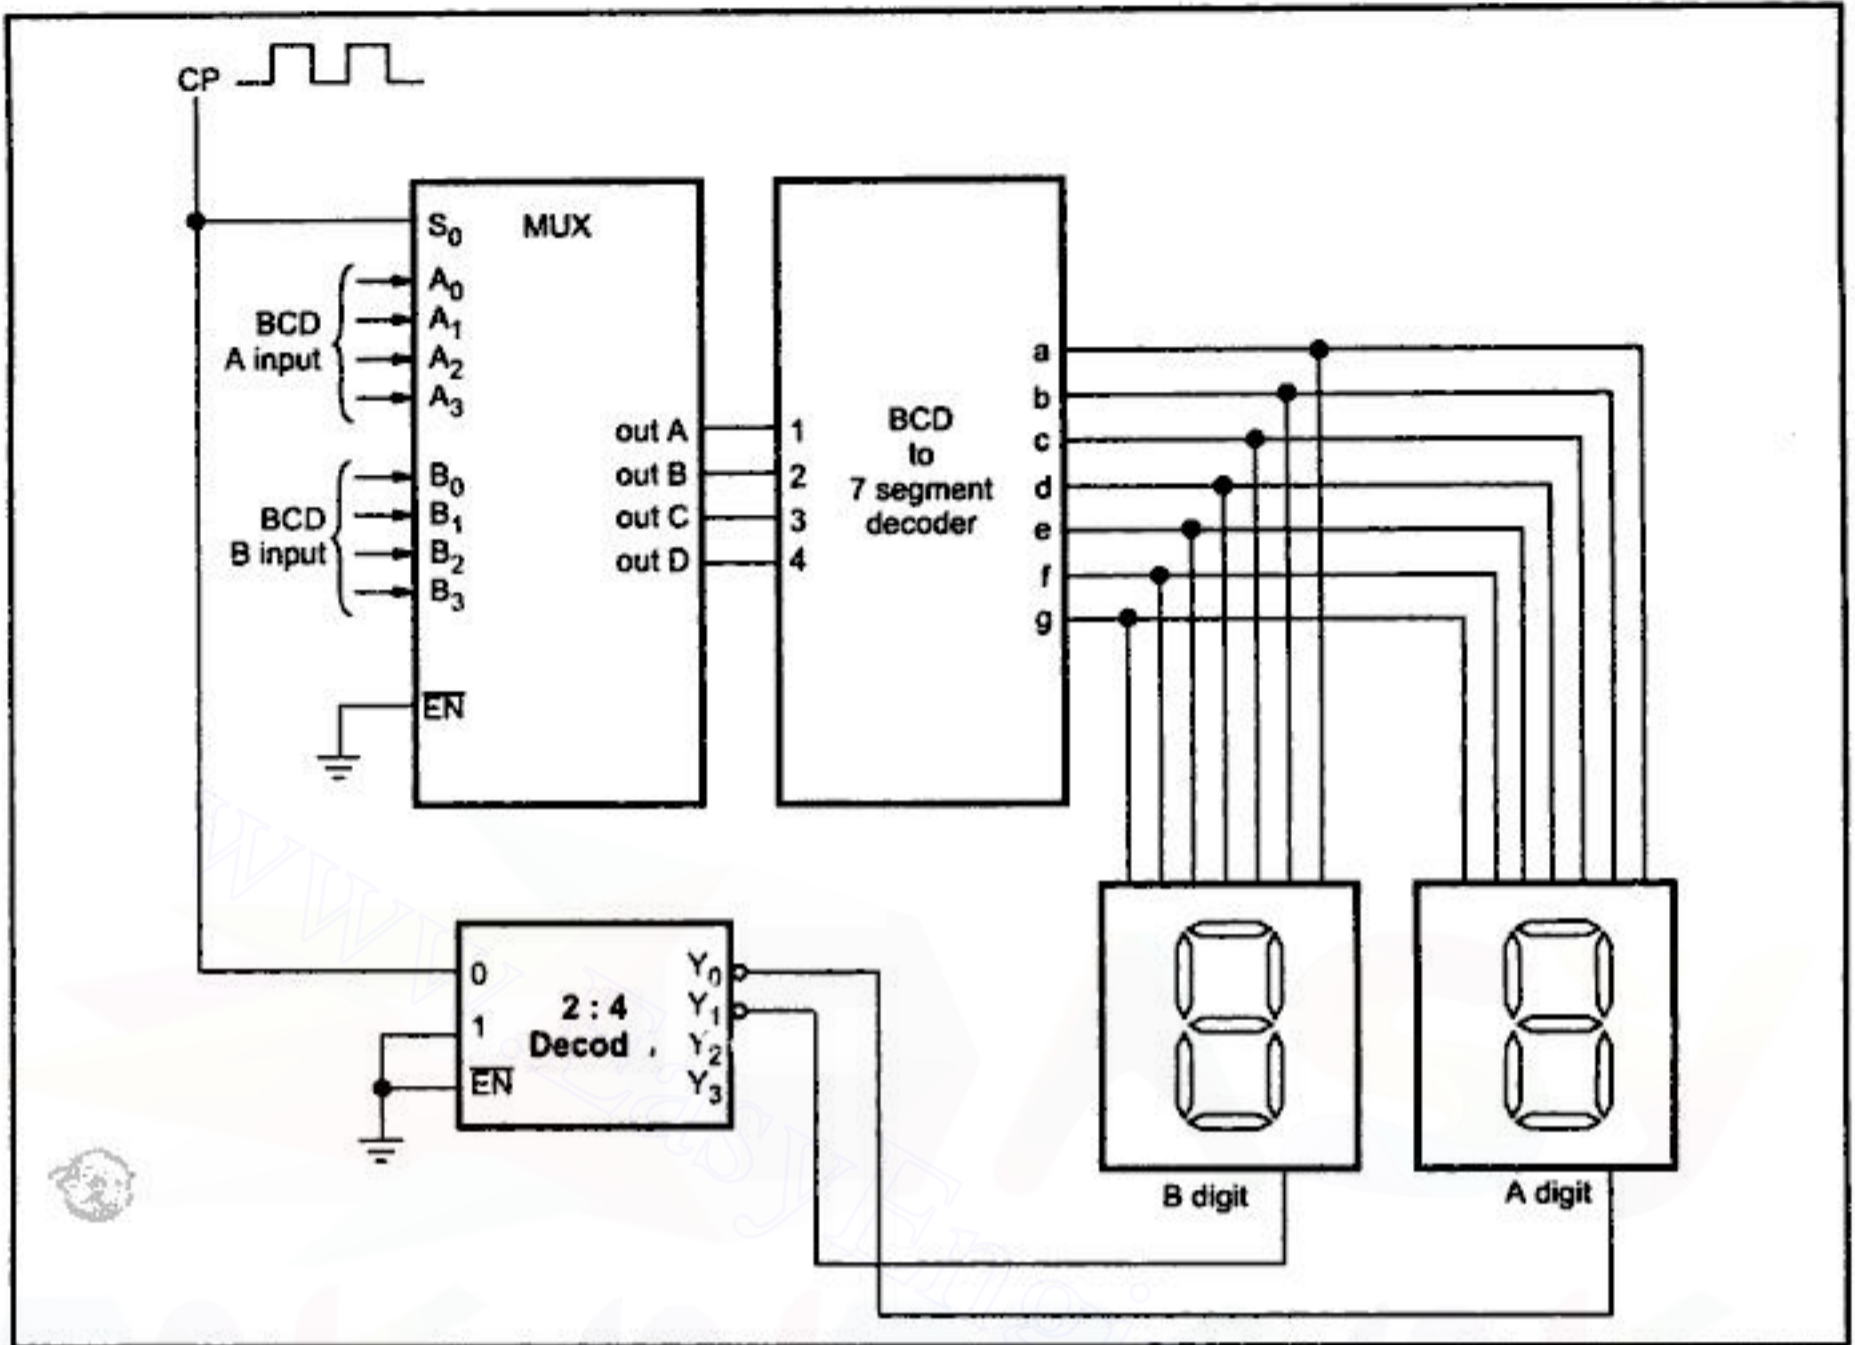 CP
S0
MUX
A0
A1
A2
A3
BCD
A input
B0
B1
B2
B3
BCD
B input
EN
out A
out B
out C
out D
1
2
3
4
BCD
to
7 segment
decoder
a
b
c
d
e
f
g
0
1
EN
2 : 4
Decod
Y0
Y1
Y2
Y3
B digit
A digit
www.EasyEngi